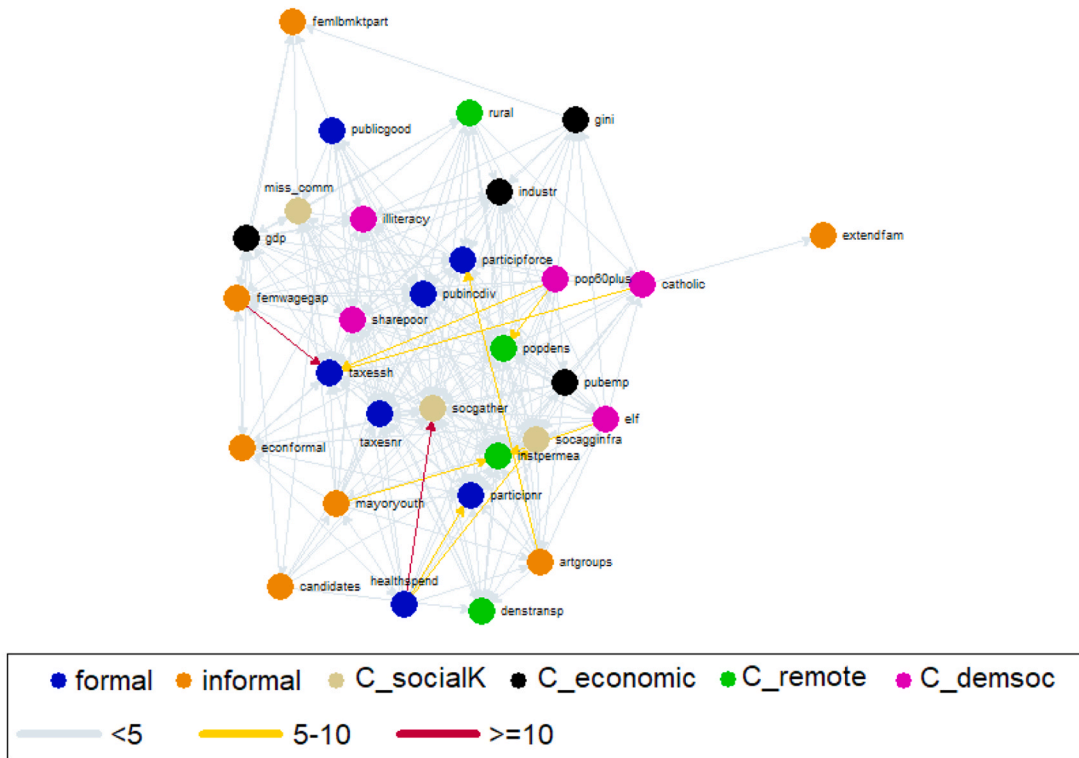 femlbmktpart
rural
gini
publicgood
miss_comm
industr
illiteracy
extendfam
gdp
participforce
pop60plus
catholic
femwagegap
pubincdiv
sharepoor
popdens
taxessh
pubemp
socgather
elf
taxesnr
socagginfra
econformal
instpermea
mayoryouth
participnr
artgroups
healthspend
candidates
denstransp
formal informal C_socialK C_economic C_remote C_demsoc
<5 5-10 >=10